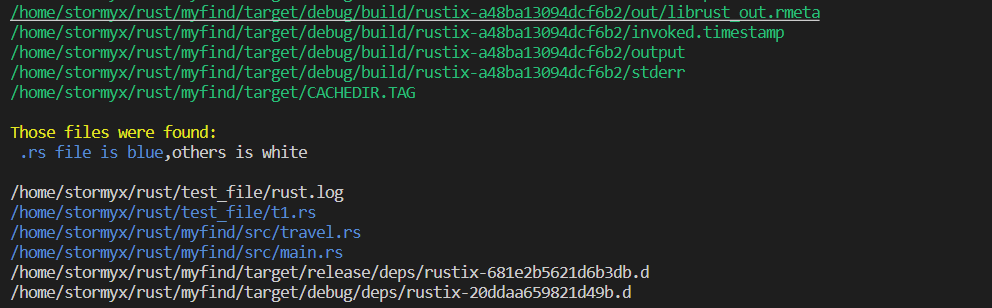 /home/stormyx/rust/myfind/target/debug/build/rustix-a48ba13094dcf6b2/out/librust_out.rmeta
/home/stormyx/rust/myfind/target/debug/build/rustix-a48ba13094dcf6b2/invoked.timestamp
/home/stormyx/rust/myfind/target/debug/build/rustix-a48ba13094dcf6b2/output
/home/stormyx/rust/myfind/target/debug/build/rustix-a48ba13094dcf6b2/stderr
/home/stormyx/rust/myfind/target/CACHEDIR.TAG
Those files were found:
.rs file is blue,others is white
/home/stormyx/rust/test_file/rust.log
/home/stormyx/rust/test_file/t1.rs
/home/stormyx/rust/myfind/src/travel.rs
/home/stormyx/rust/myfind/src/main.rs
/home/stormyx/rust/myfind/target/release/deps/rustix-681e2b5621d6b3db.d
/home/stormyx/rust/myfind/target/debug/deps/rustix-20ddaa659821d49b.d